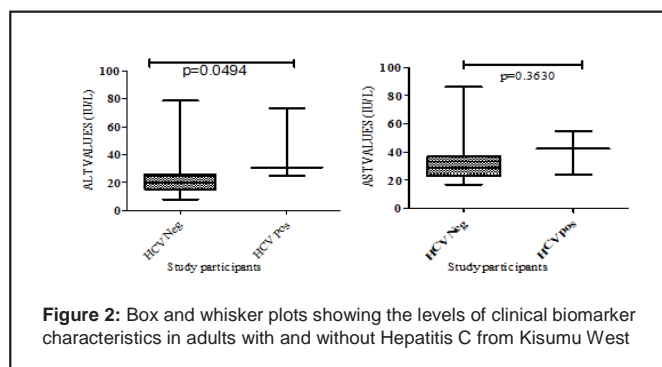 p=0.0494
100
80
60
40
20
0
ALT VALUES (IU/L)
HCV Neg
HCV Pos
Study participants
p=0.3630
100
80
60
40
20
0
AST VALUES (IU/L)
HCV Neg
HCV pos
Study participants
Figure 2: Box and whisker plots showing the levels of clinical biomarker
characteristics in adults with and without Hepatitis C from Kisumu West